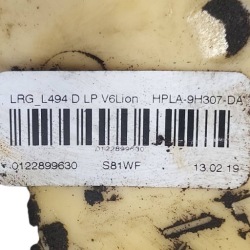 LRG_L494 D LP V6Lion HPLA-9H307-DA
0122899630
.0122899630 S81WF 13.02.19